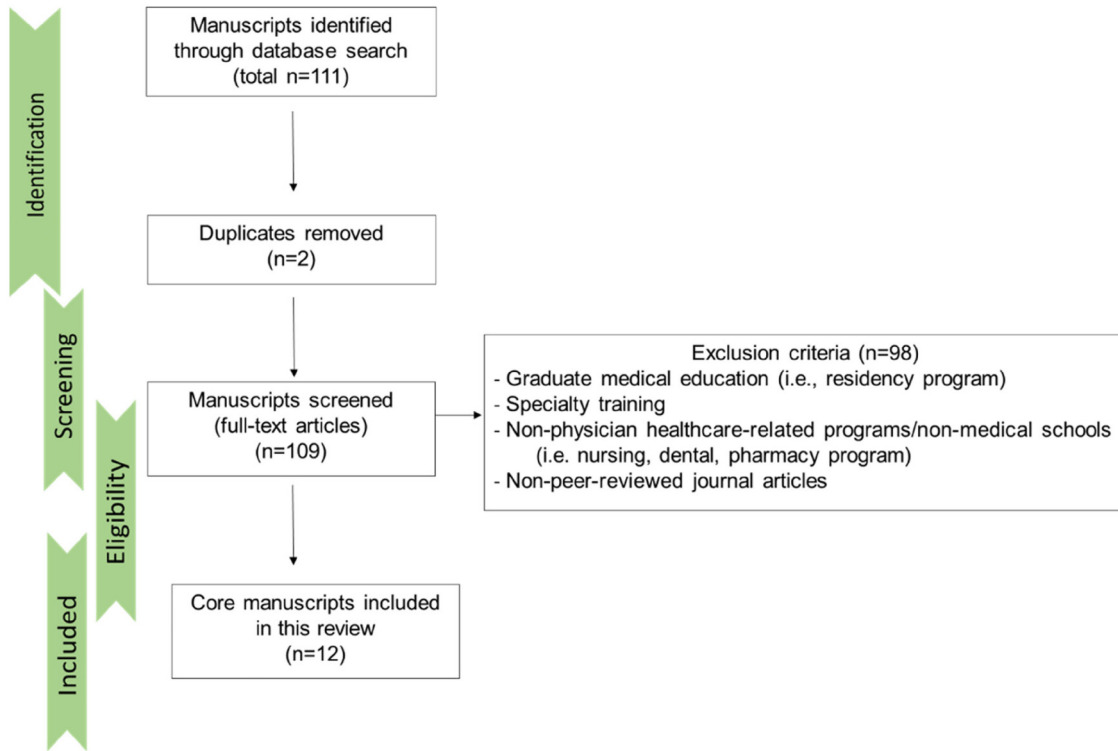 Identification
Screening
Eligibility
Included
Manuscripts identified
through database search
(total n=111)
Duplicates removed
(n=2)
Manuscripts screened
(full-text articles)
(n=109)
Exclusion criteria (n=98)
- Graduate medical education (i.e., residency program)
- Specialty training
- Non-physician healthcare-related programs/non-medical schools
(i.e. nursing, dental, pharmacy program)
- Non-peer-reviewed journal articles
Core manuscripts included
in this review
(n=12)